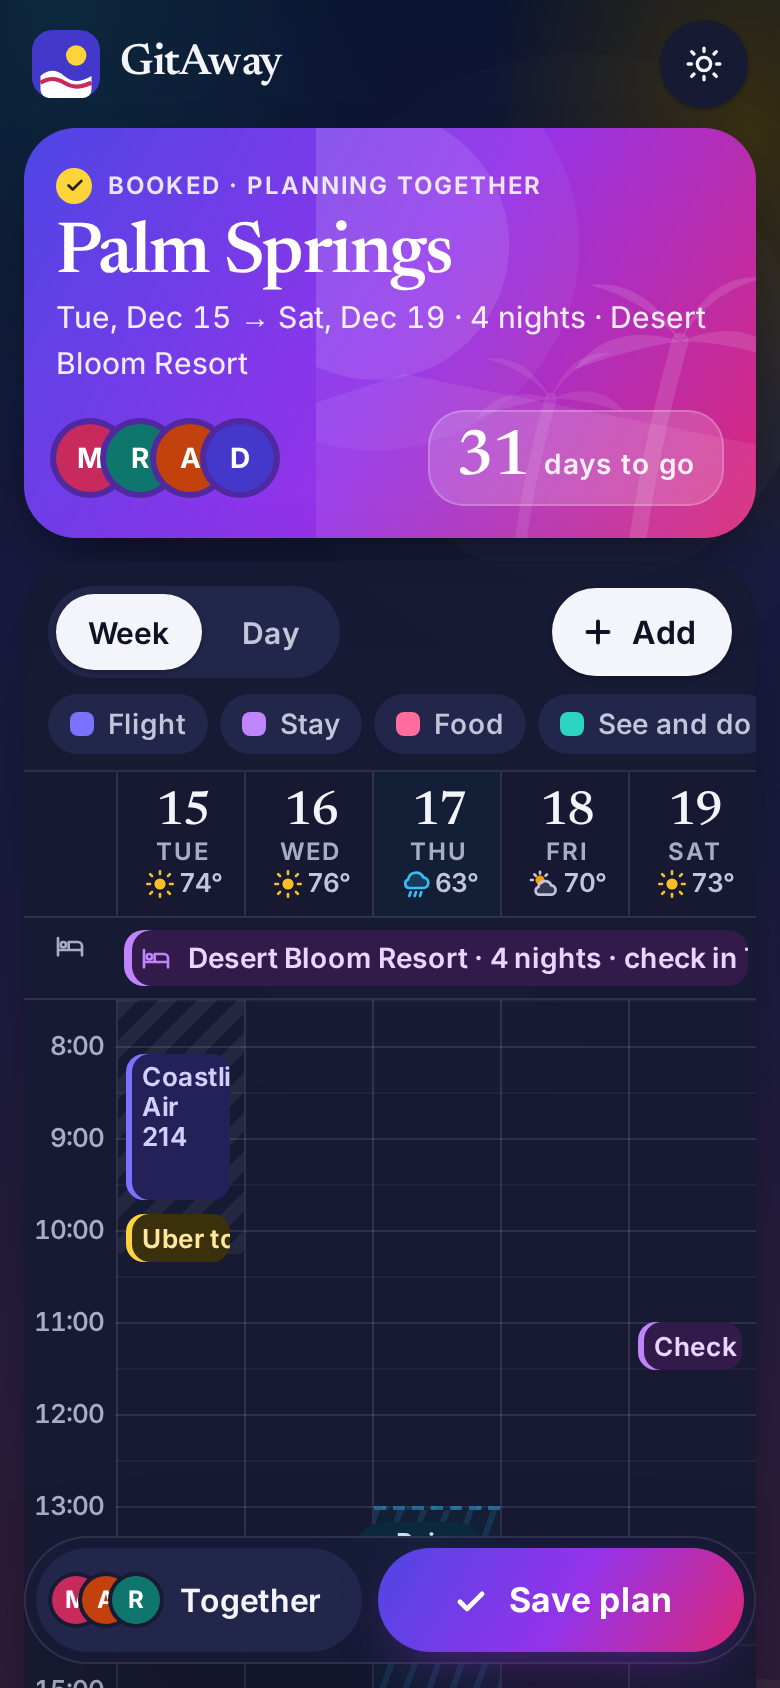 GitAway
BOOKED · PLANNING TOGETHER
Palm Springs
Tue, Dec 15 → Sat, Dec 19 · 4 nights · Desert
Bloom Resort
M R A D
31 days to go
Week Day + Add
Flight Stay Food See and do
15 16 17 18 19
TUE WED THU FRI SAT
74° 76° 63° 70° 73°
Desert Bloom Resort · 4 nights · check in
8:00
Coastli
Air
214
9:00
10:00
Uber to
11:00
Check
12:00
13:00
M A R Together Save plan
15:00